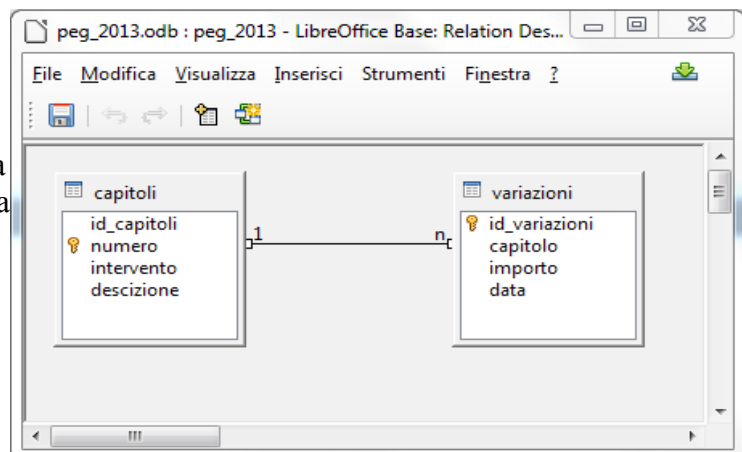 peg_2013.odb : peg_2013 - LibreOffice Base: Relation Des...
File Modifica Visualizza Inserisci Strumenti Finestra ?
a
a
capitoli
id_capitoli
numero
intervento
descizione
1
n
variazioni
id_variazioni
capitolo
importo
data